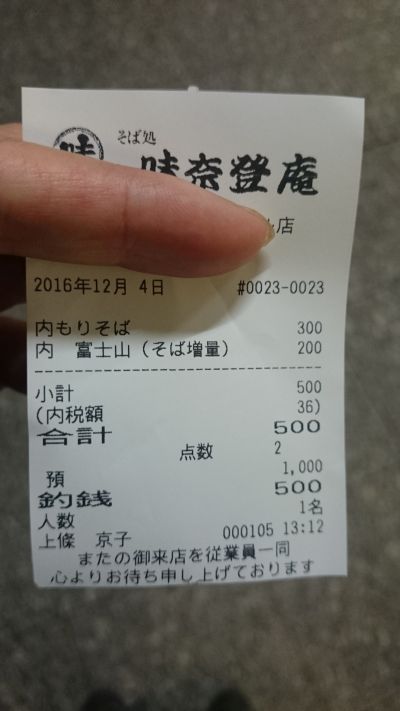 味
そば処
味奈登庵
店
2016年12月 4日 #0023-0023
内もりそば 300
内 富士山(そば増量) 200
小計 500
(内税額 36)
合計 500
点数 2
預 1,000
釣銭 500
人数 1名
上條 京子 000105 13:12
またの御来店を従業員一同
心よりお待ち申し上げております